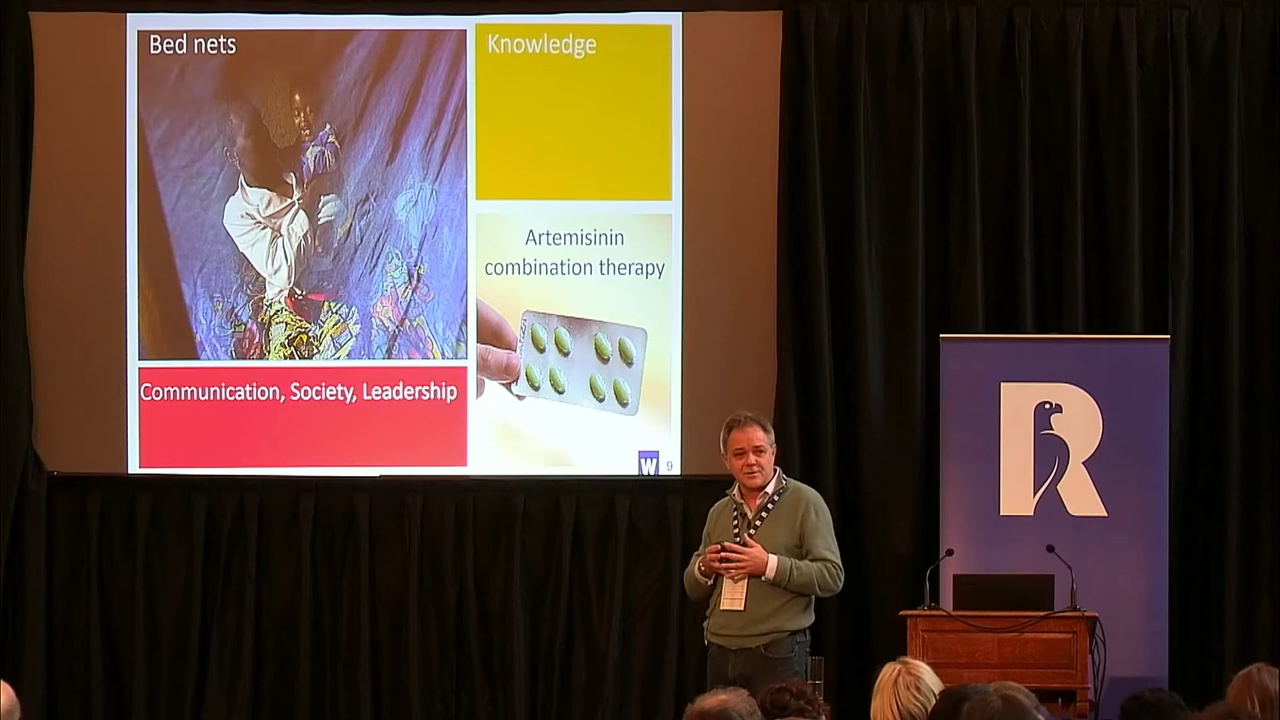 Bed nets
Knowledge
Artemisinin
combination therapy
Communication, Society, Leadership
W
9
R